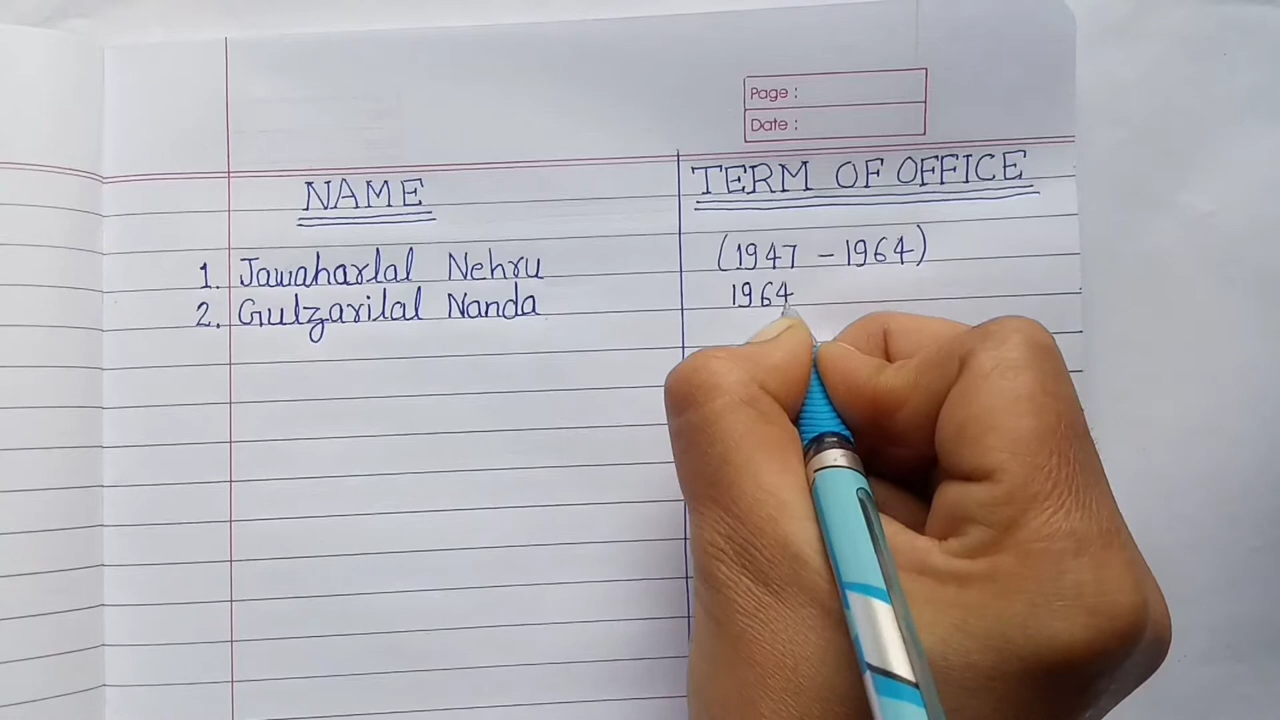 Page :
Date :
NAME TERM OF OFFICE
1. Jawaharlal Nehru (1947 - 1964)
2. Gulzarilal Nanda 1964